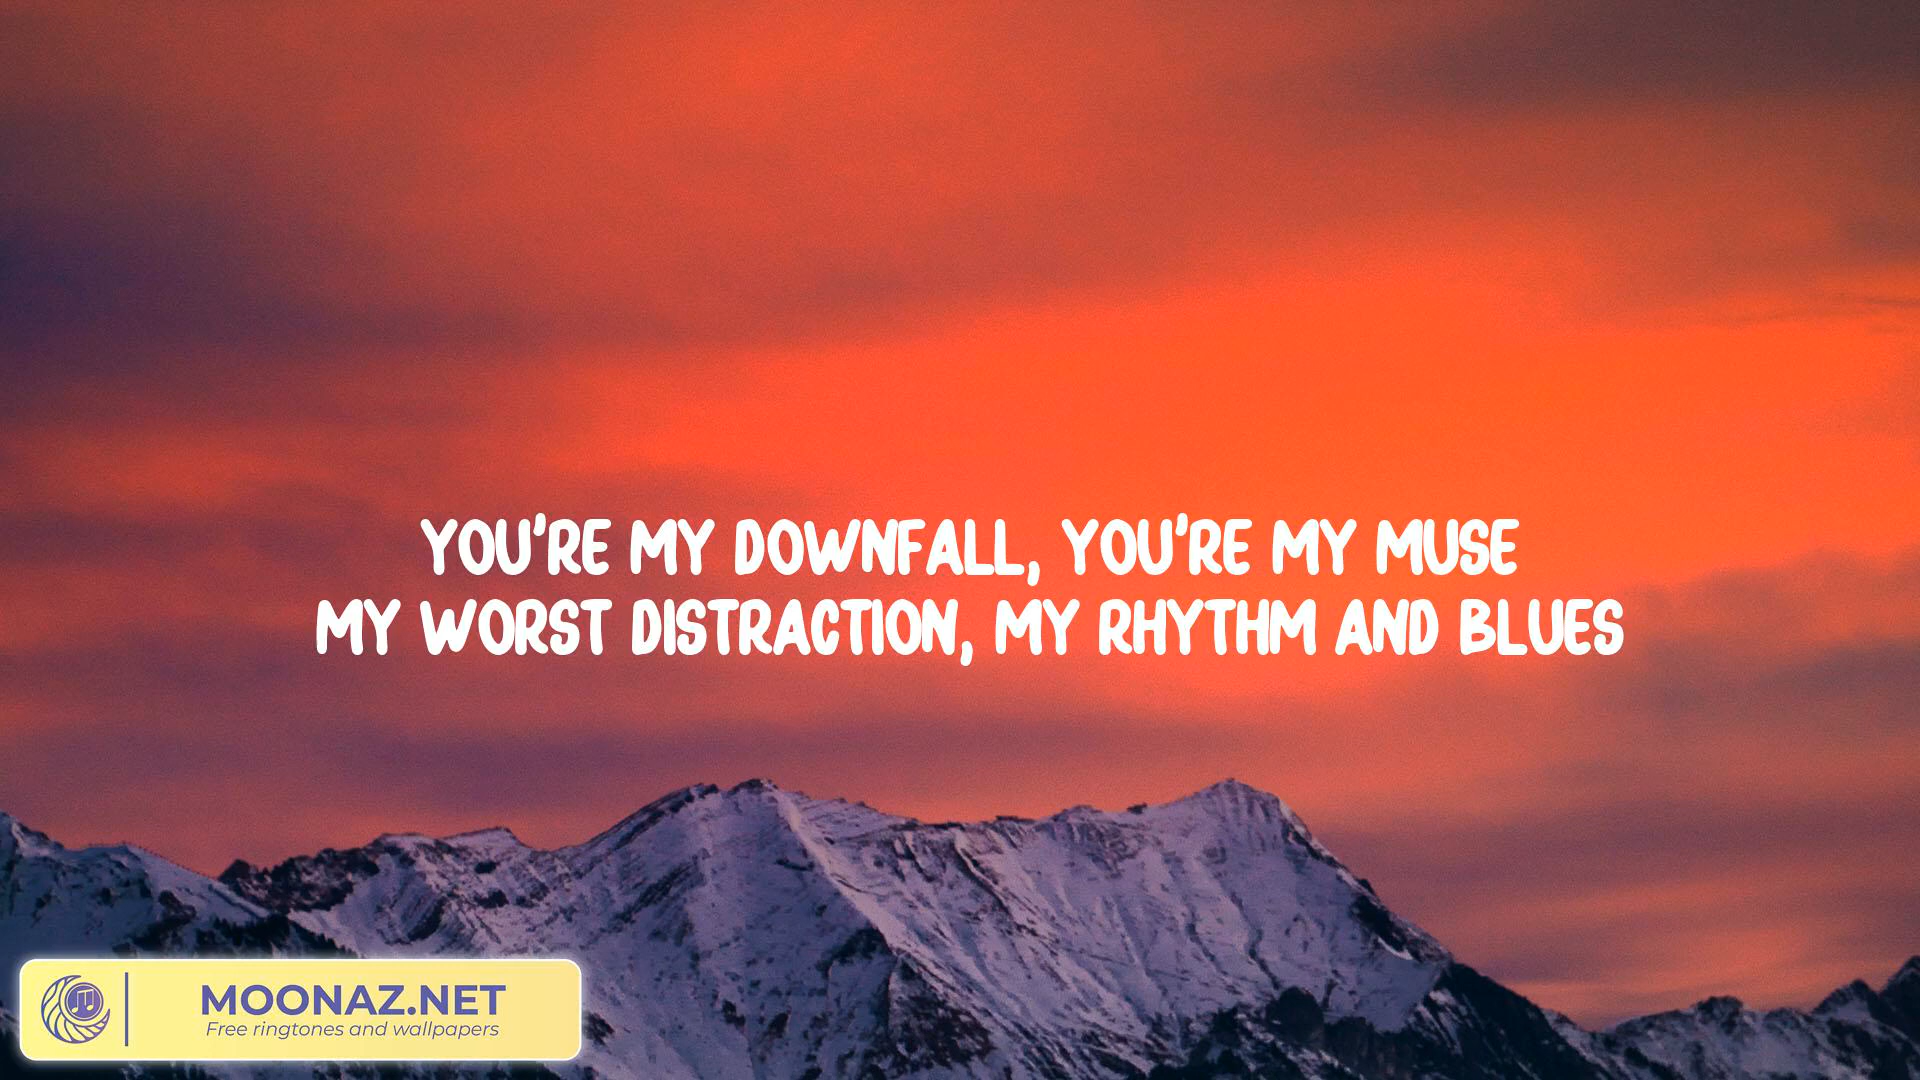 YOU'RE MY DOWNFALL, YOU'RE MY MUSE
MY WORST DISTRACTION, MY RHYTHM AND BLUES
MOONAZ.NET
Free ringtones and wallpapers